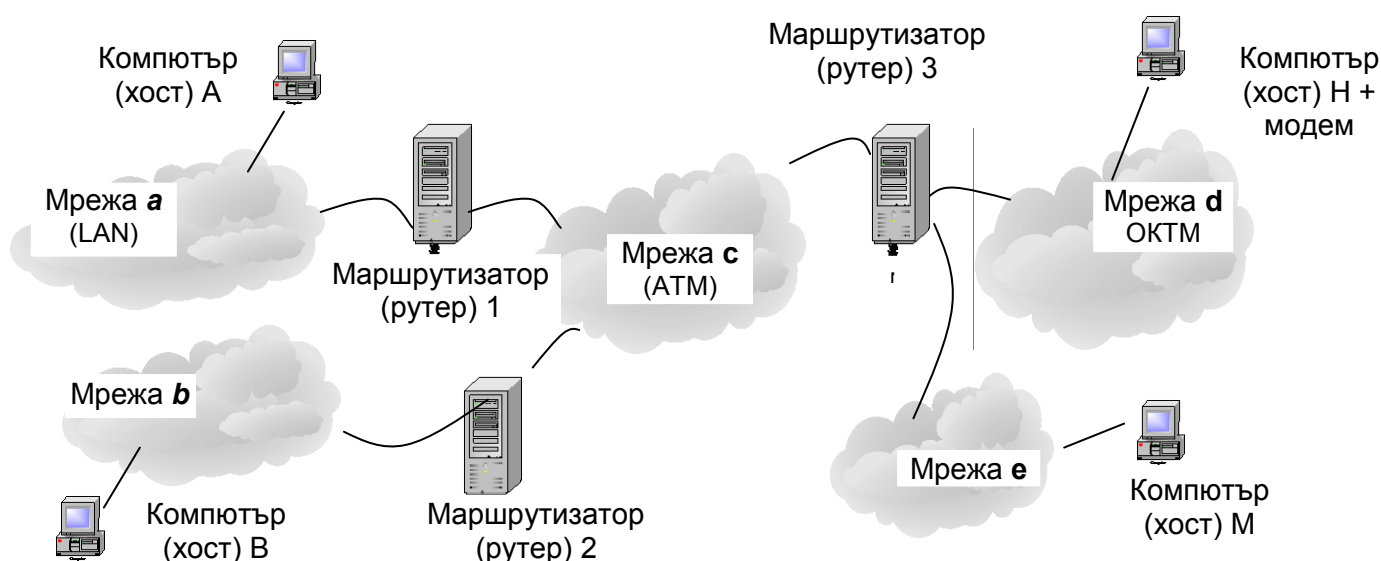 Компютър
(хост) A
Маршрутизатор
(рутер) 3
Компютър
(хост) H +
модем
Мрежа a
(LAN)
Маршрутизатор
(рутер) 1
Мрежа c
(ATM)
Мрежа d
ОКТМ
Мрежа b
Компютър
(хост) B
Маршрутизатор
(рутер) 2
Мрежа e
Компютър
(хост) M